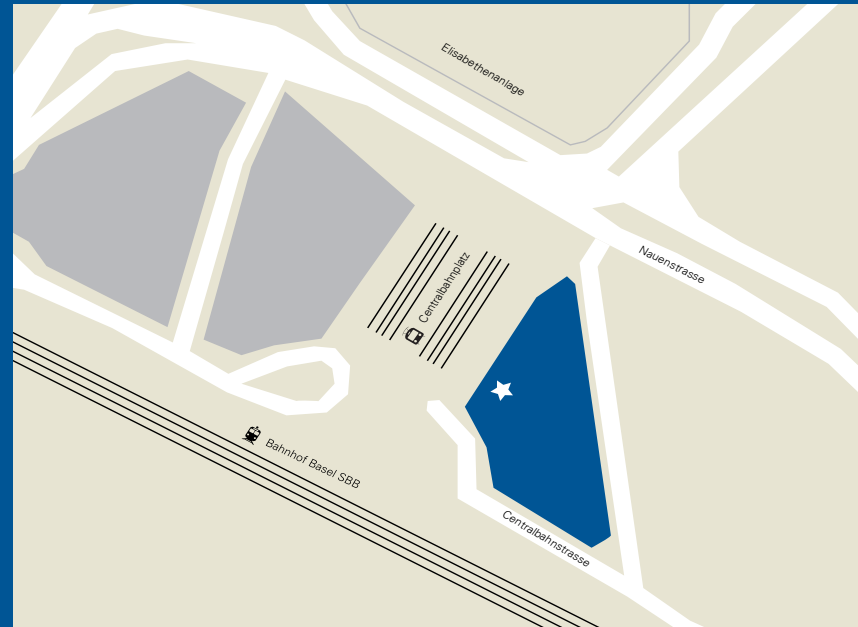 Elisabethenanlage
Nauenstrasse
Centralbahnplatz
Bahnhof Basel SBB
Centralbahnstrasse